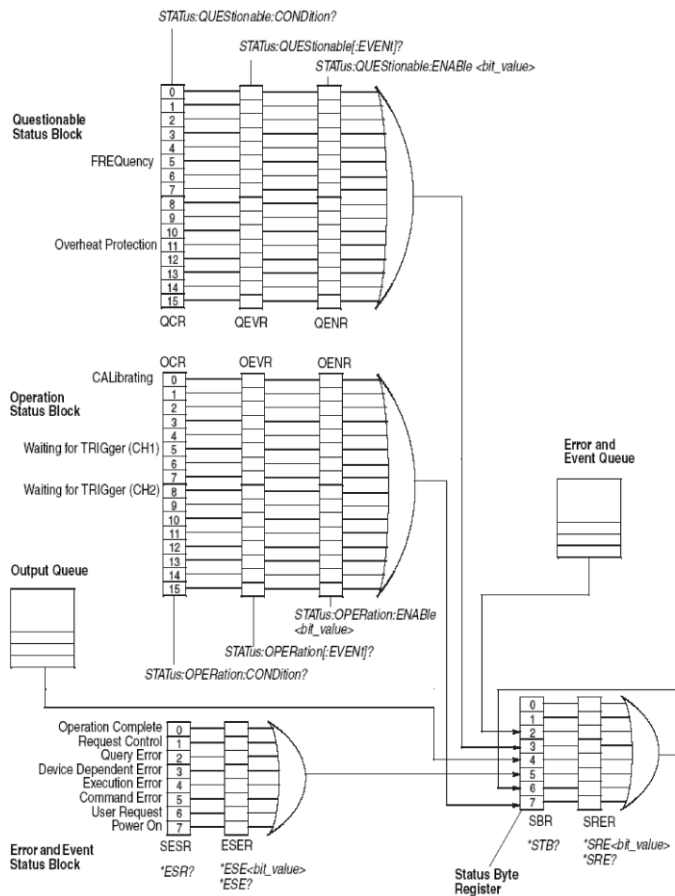 STATus:QUEStionable:CONDition?
STATus:QUEStionable[:EVENt]?
STATus:QUEStionable:ENABle <bit_value>
Questionable
Status Block
0
1
2
3
4
FREQuency 5
6
7
8
9
10
Overheat Protection 11
12
13
14
15
QCR QEVR QENR
OCR OEVR OENR
Operation
Status Block
CALibrating 0
1
2
3
4
Waiting for TRIGger (CH1) 5
6
7
Waiting for TRIGger (CH2) 8
9
10
11
12
13
14
15
Error and
Event Queue
Output Queue
STATus:OPERation:ENABle
<bit_value>
STATus:OPERation[:EVENt]?
STATus:OPERation:CONDition?
Operation Complete 0
Request Control 1
Query Error 2
Device Dependent Error 3
Execution Error 4
Command Error 5
User Request 6
Power On 7
SESR ESER
Error and Event
Status Block
*ESR? *ESE<bit_value>
*ESE?
0
1
2
3
4
5
6
7
SBR SRER
*STB? *SRE<bit_value>
*SRE?
Status Byte
Register